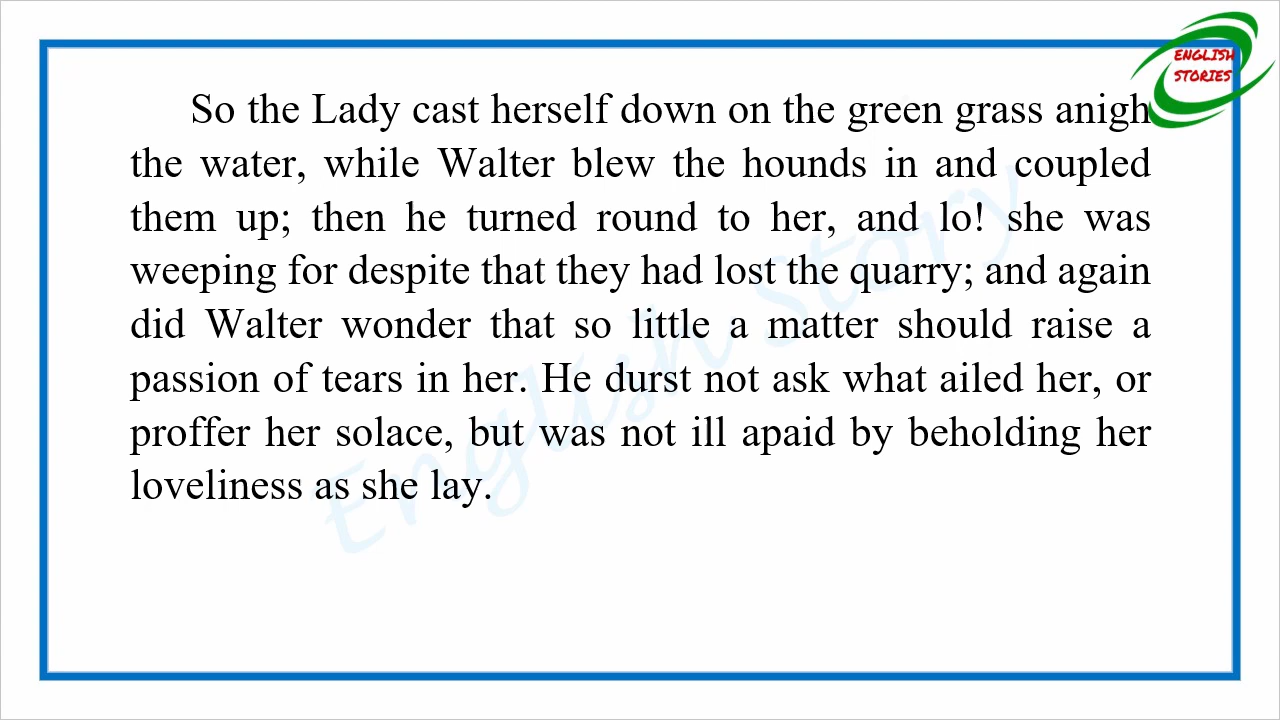 ENGLISH
STORIES
So the Lady cast herself down on the green grass anigh
the water, while Walter blew the hounds in and coupled
them up; then he turned round to her, and lo! she was
weeping for despite that they had lost the quarry; and again
did Walter wonder that so little a matter should raise a
passion of tears in her. He durst not ask what ailed her, or
proffer her solace, but was not ill apaid by beholding her
loveliness as she lay.
English Story